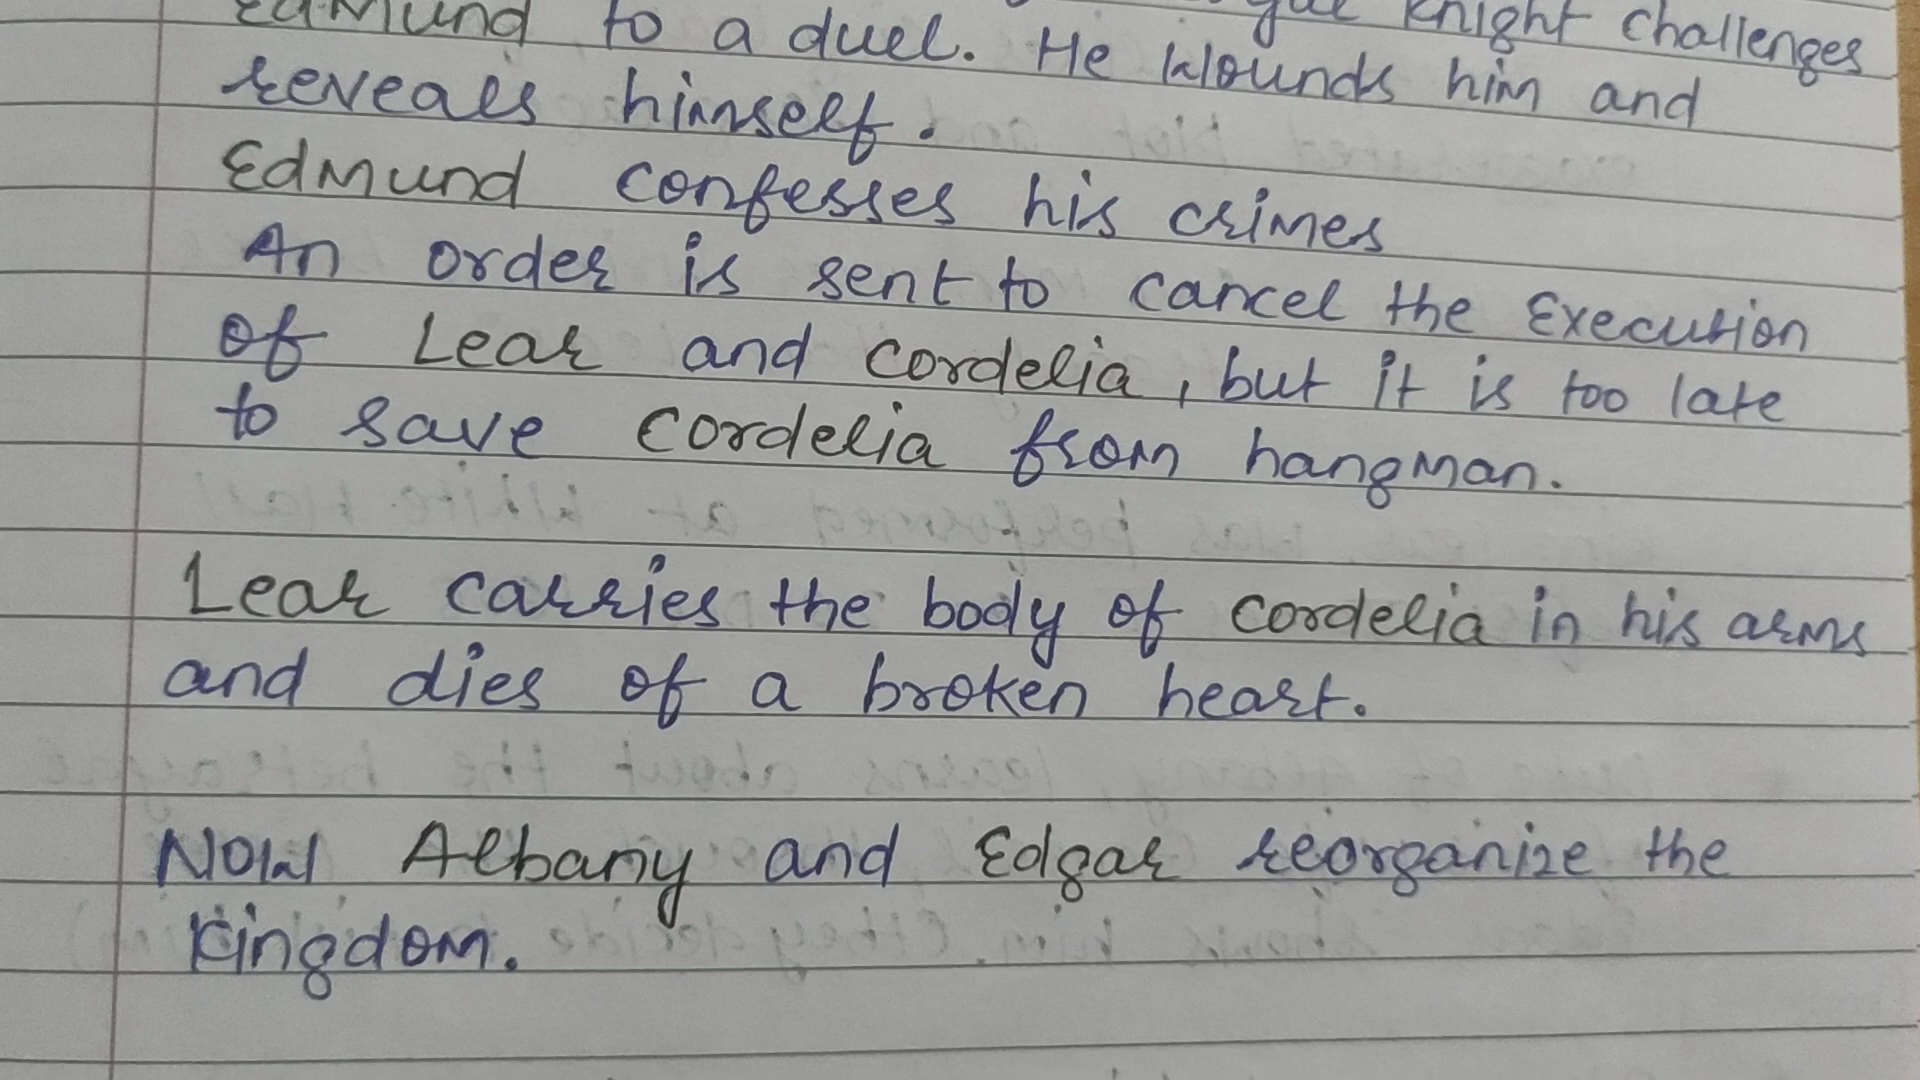 Knight challenges
Edmund to a duel. He wounds him and
reveals himself.
Edmund confesses his crimes
An order is sent to cancel the Execution
of Lear and Cordelia, but it is too late
to save Cordelia from hangman.
Lear carries the body of Cordelia in his arms
and dies of a broken heart.
Now Albany and Edgar reorganize the
Kingdom.